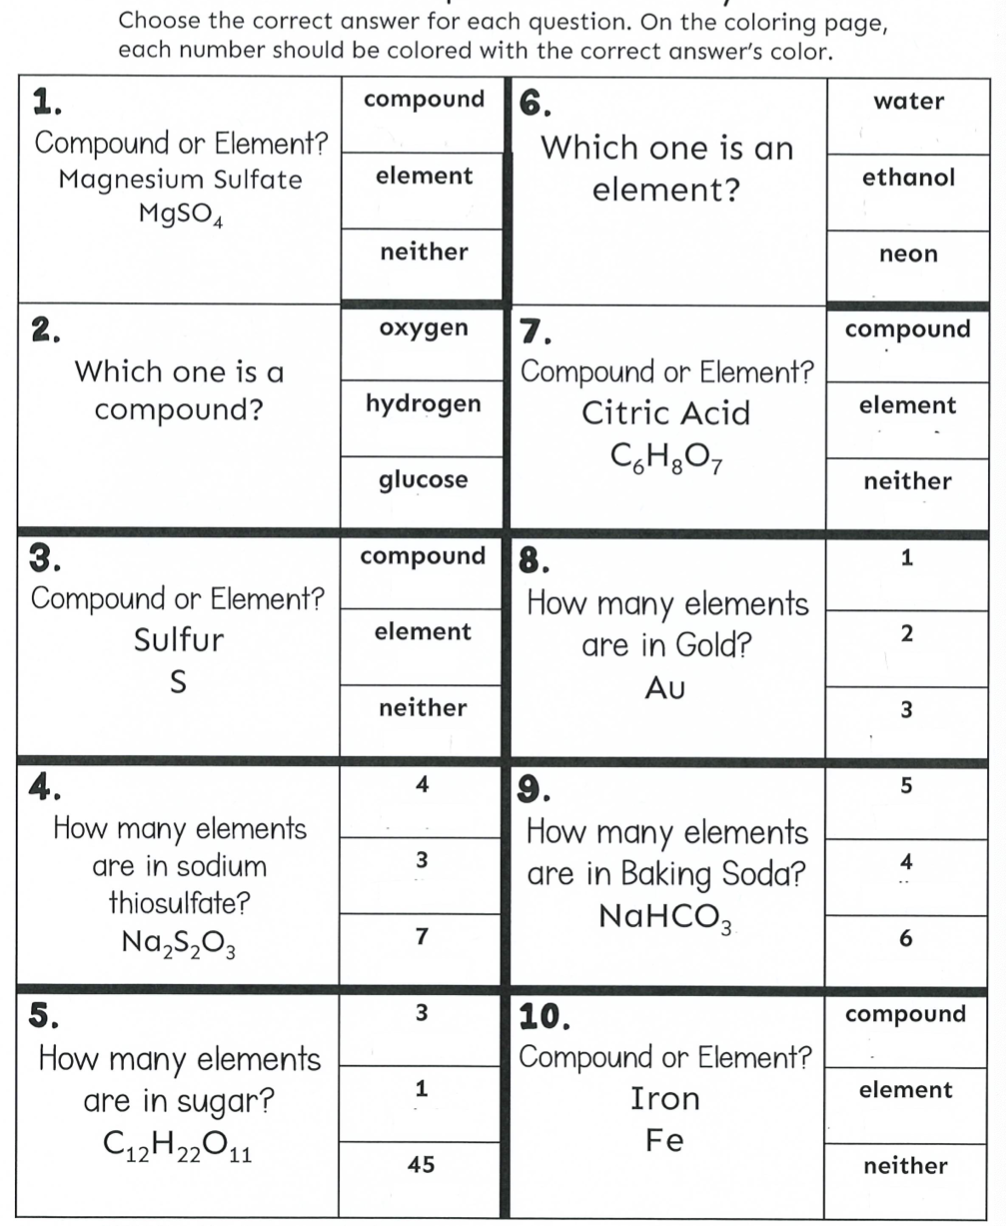 Choose the correct answer for each question. On the coloring page,
each number should be colored with the correct answer's color.
1.
Compound or Element?
Magnesium Sulfate
MgSO₄
compound
element
neither
6.
Which one is an
element?
water
ethanol
neon
2.
Which one is a
compound?
oxygen
hydrogen
glucose
7.
Compound or Element?
Citric Acid
C₆H₈O₇
compound
element
neither
3.
Compound or Element?
Sulfur
S
compound
element
neither
8.
How many elements
are in Gold?
Au
1
2
3
4.
How many elements
are in sodium
thiosulfate?
Na₂S₂O₃
4
3
7
9.
How many elements
are in Baking Soda?
NaHCO₃
5
4
6
5.
How many elements
are in sugar?
C₁₂H₂₂O₁₁
3
1
45
10.
Compound or Element?
Iron
Fe
compound
element
neither